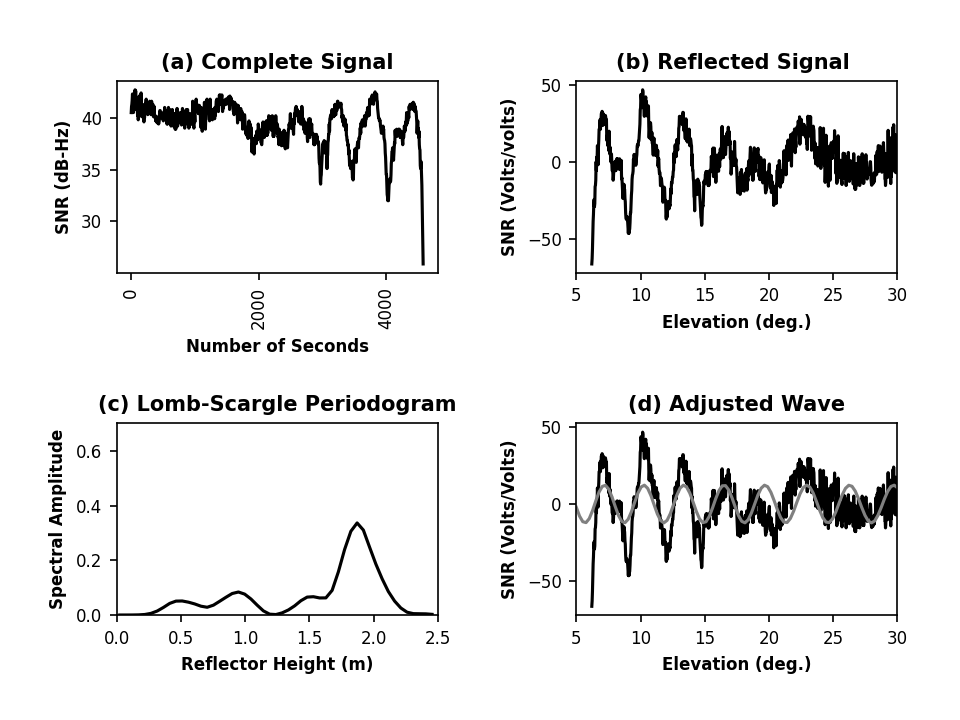 (a) Complete Signal
SNR (dB-Hz)
40
35
30
0
2000
4000
Number of Seconds
(b) Reflected Signal
SNR (Volts/volts)
50
0
−50
5 10 15 20 25 30
Elevation (deg.)
(c) Lomb-Scargle Periodogram
Spectral Amplitude
0.6
0.4
0.2
0.0
0.0 0.5 1.0 1.5 2.0 2.5
Reflector Height (m)
(d) Adjusted Wave
SNR (Volts/Volts)
50
0
−50
5 10 15 20 25 30
Elevation (deg.)